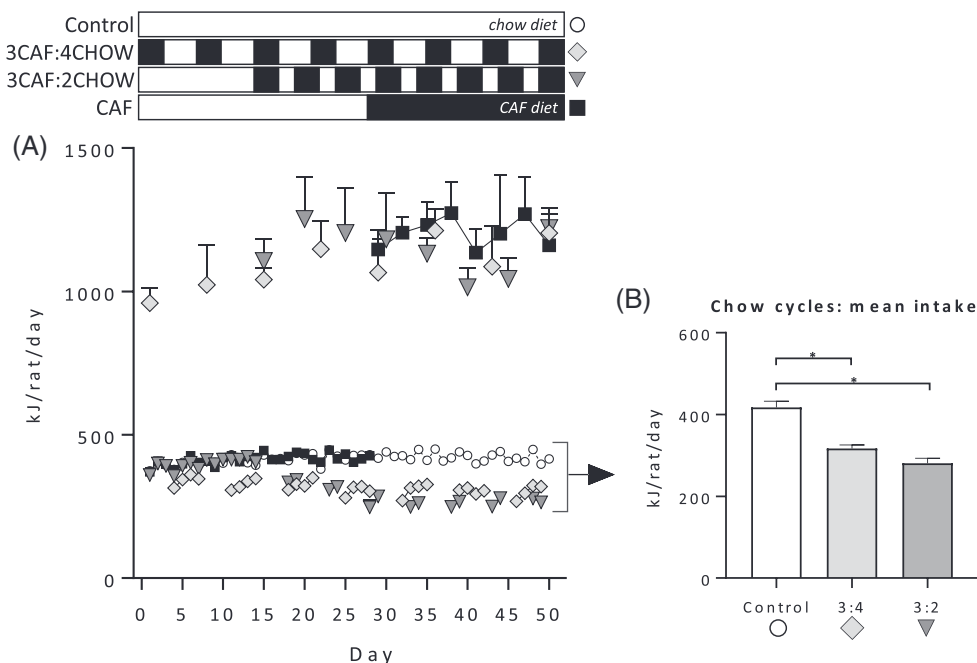 Control chow diet
3CAF:4CHOW
3CAF:2CHOW
CAF CAF diet
(A)
1500
1000
500
0
kJ/rat/day
0 5 10 15 20 25 30 35 40 45 50
Day
(B)
Chow cycles: mean intake
600
400
200
0
kJ/rat/day
* 
*
Control 3:4 3:2